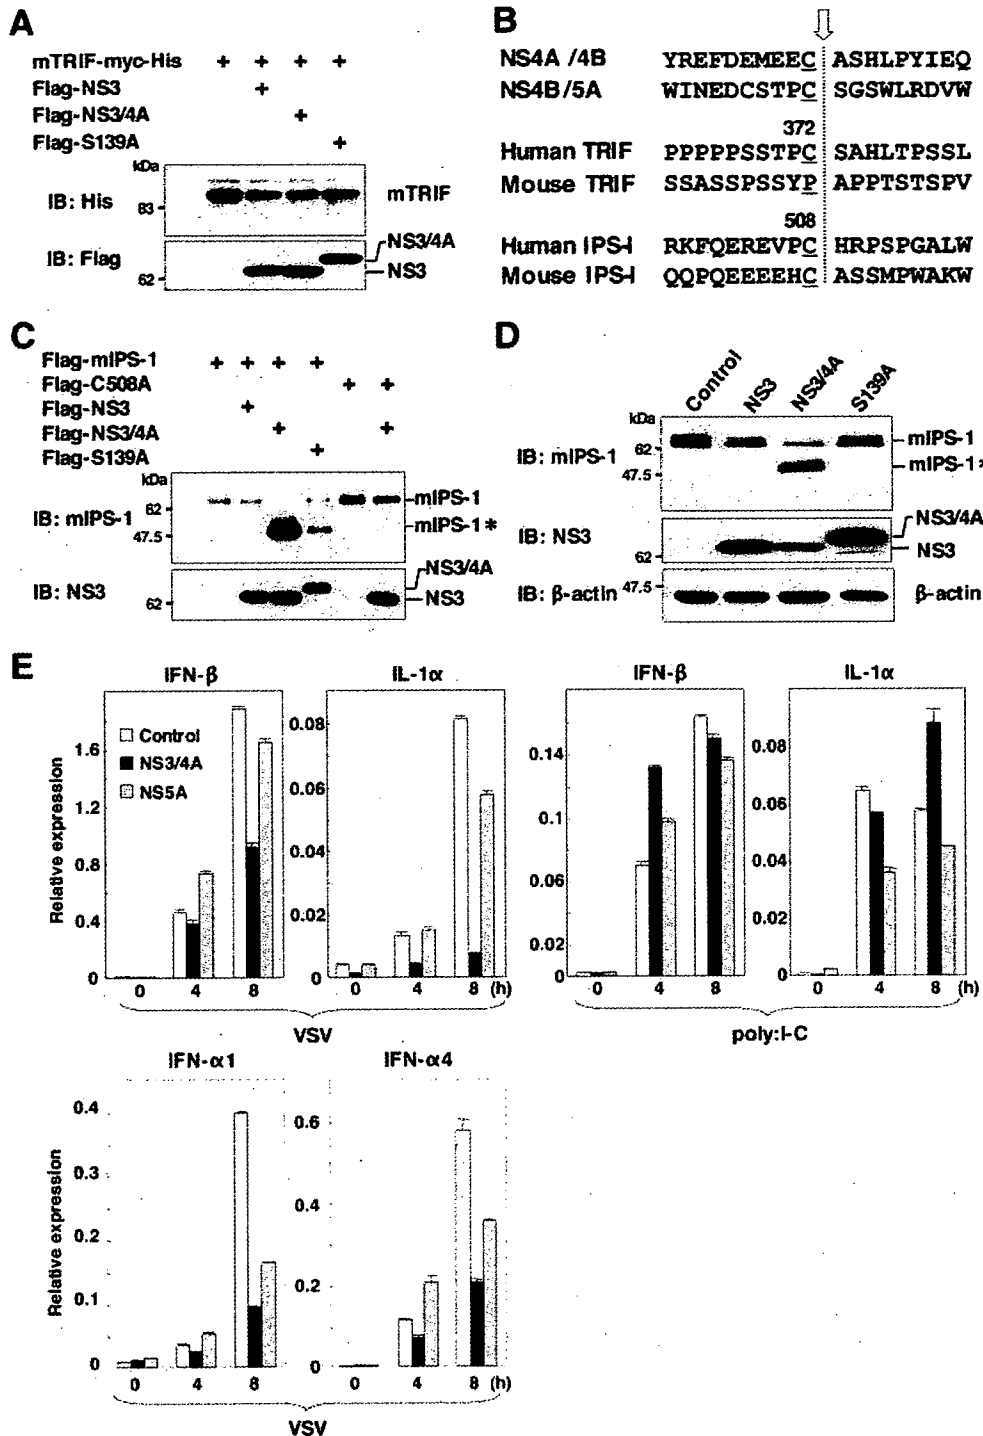 A
mTRIF-myc-His + + + +
Flag-NS3 +
Flag-NS3/4A +
Flag-S139A +
kDa
IB: His
83
mTRIF
IB: Flag
62
NS3/4A
NS3
B
NS4A /4B YREFDEMEEC ASHLPYIEQ
NS4B/5A WINEDCSTPC SGSWLRDVW
372
Human TRIF PPPPPSSTPC SAHLTPSSL
Mouse TRIF SSASSPSSYP APPTSTSPV
508
Human IPS-I RKFQEREVPC HRPSPGALW
Mouse IPS-I QQPQEEEEHC ASSMPWAKW
C
Flag-mIPS-1 + + + +
Flag-C508A + +
Flag-NS3 +
Flag-NS3/4A + +
Flag-S139A +
kDa
IB: mIPS-1
62
47.5
mIPS-1
mIPS-1*
IB: NS3
62
NS3/4A
NS3
D
Control NS3 NS3/4A S139A
kDa
IB: mIPS-1
62
47.5
mIPS-1
mIPS-1*
IB: NS3
62
NS3/4A
NS3
IB: β-actin
47.5
β-actin
E
IFN-β
Relative expression
1.6
1.2
0.8
0.4
0
Control
NS3/4A
NS5A
0 4 8
IL-1α
0.08
0.06
0.04
0.02
0
0 4 8 (h)
VSV
IFN-β
0.14
0.1
0.06
0.02
0
0 4 8
IL-1α
0.08
0.06
0.04
0.02
0
0 4 8 (h)
poly:I-C
IFN-α1
Relative expression
0.4
0.3
0.2
0.1
0
0 4 8
IFN-α4
0.6
0.4
0.2
0
0 4 8 (h)
VSV